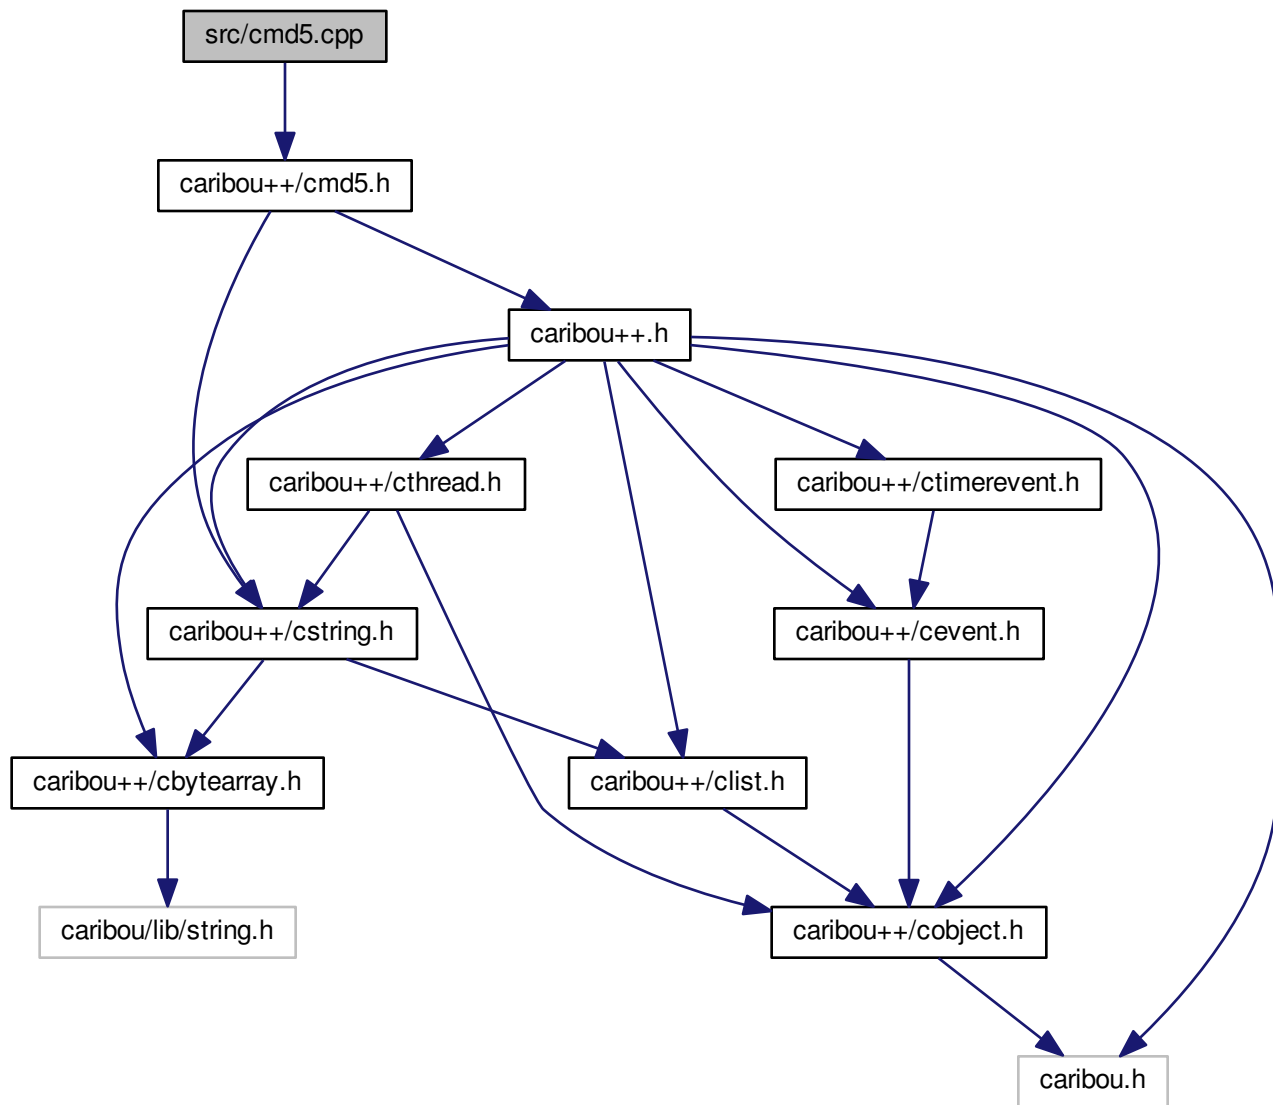 src/cmd5.cpp
caribou++/cmd5.h
caribou++.h
caribou++/cthread.h
caribou++/ctimerevent.h
caribou++/cstring.h
caribou++/cevent.h
caribou++/cbytearray.h
caribou++/clist.h
caribou/lib/string.h
caribou++/cobject.h
caribou.h